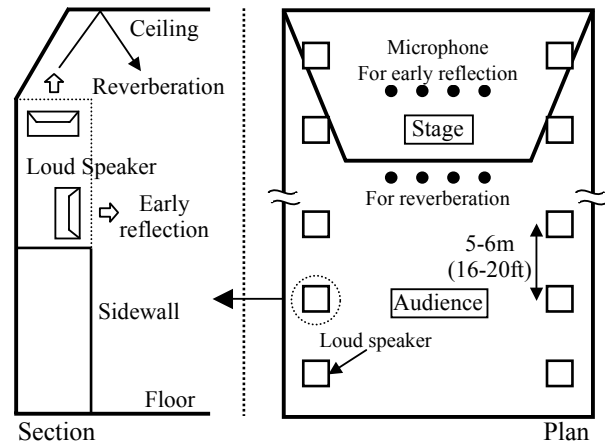 Ceiling
Reverberation
Loud Speaker
Early
reflection
Sidewall
Floor
Section
Microphone
For early reflection
Stage
For reverberation
5-6m
(16-20ft)
Audience
Loud speaker
Plan